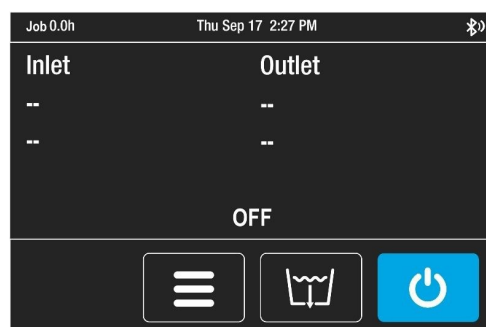 Job 0.0h Thu Sep 17 2:27 PM
Inlet Outlet
-- --
-- --
OFF